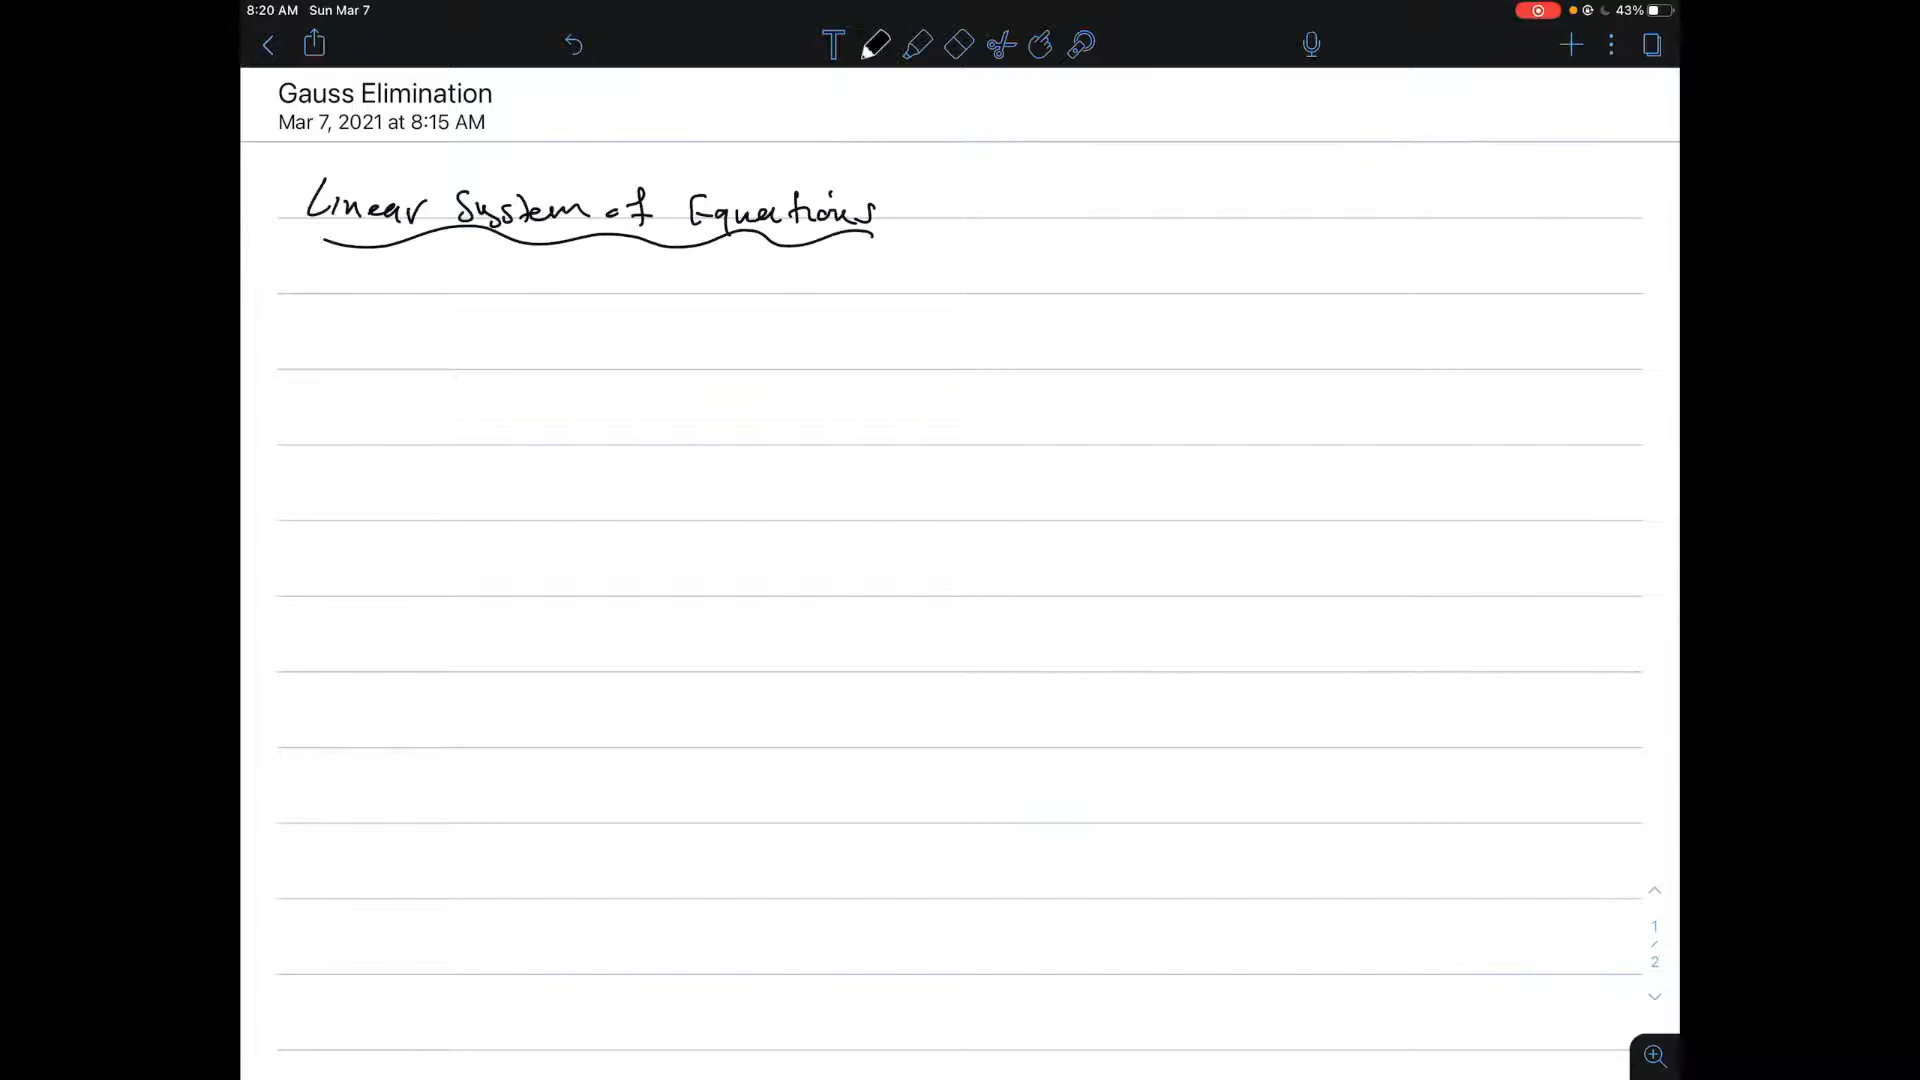 8:20 AM Sun Mar 7
43%
Gauss Elimination
Mar 7, 2021 at 8:15 AM
Linear System of Equations
1
/
2